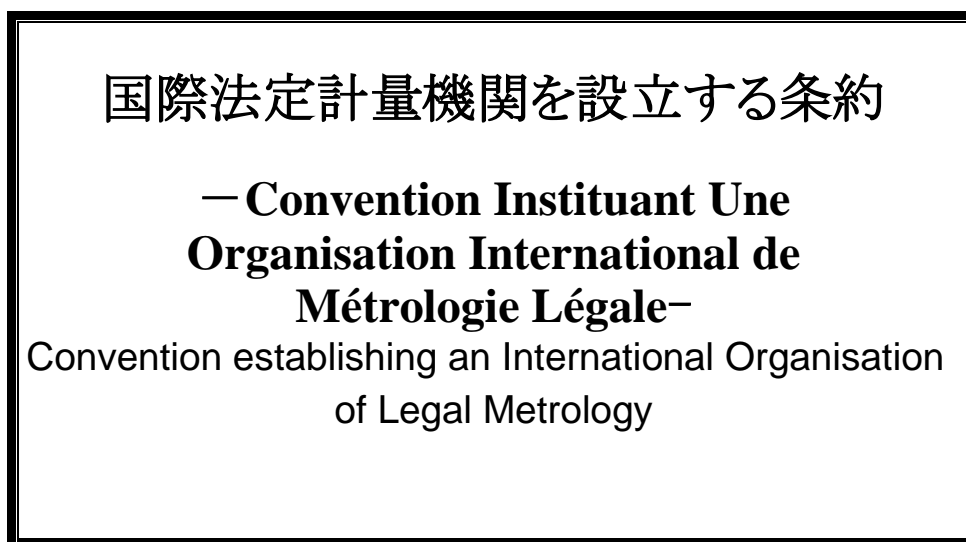 国際法定計量機関を設立する条約
－Convention Instituant Une
Organisation International de
Métrologie Légale−
Convention establishing an International Organisation
of Legal Metrology